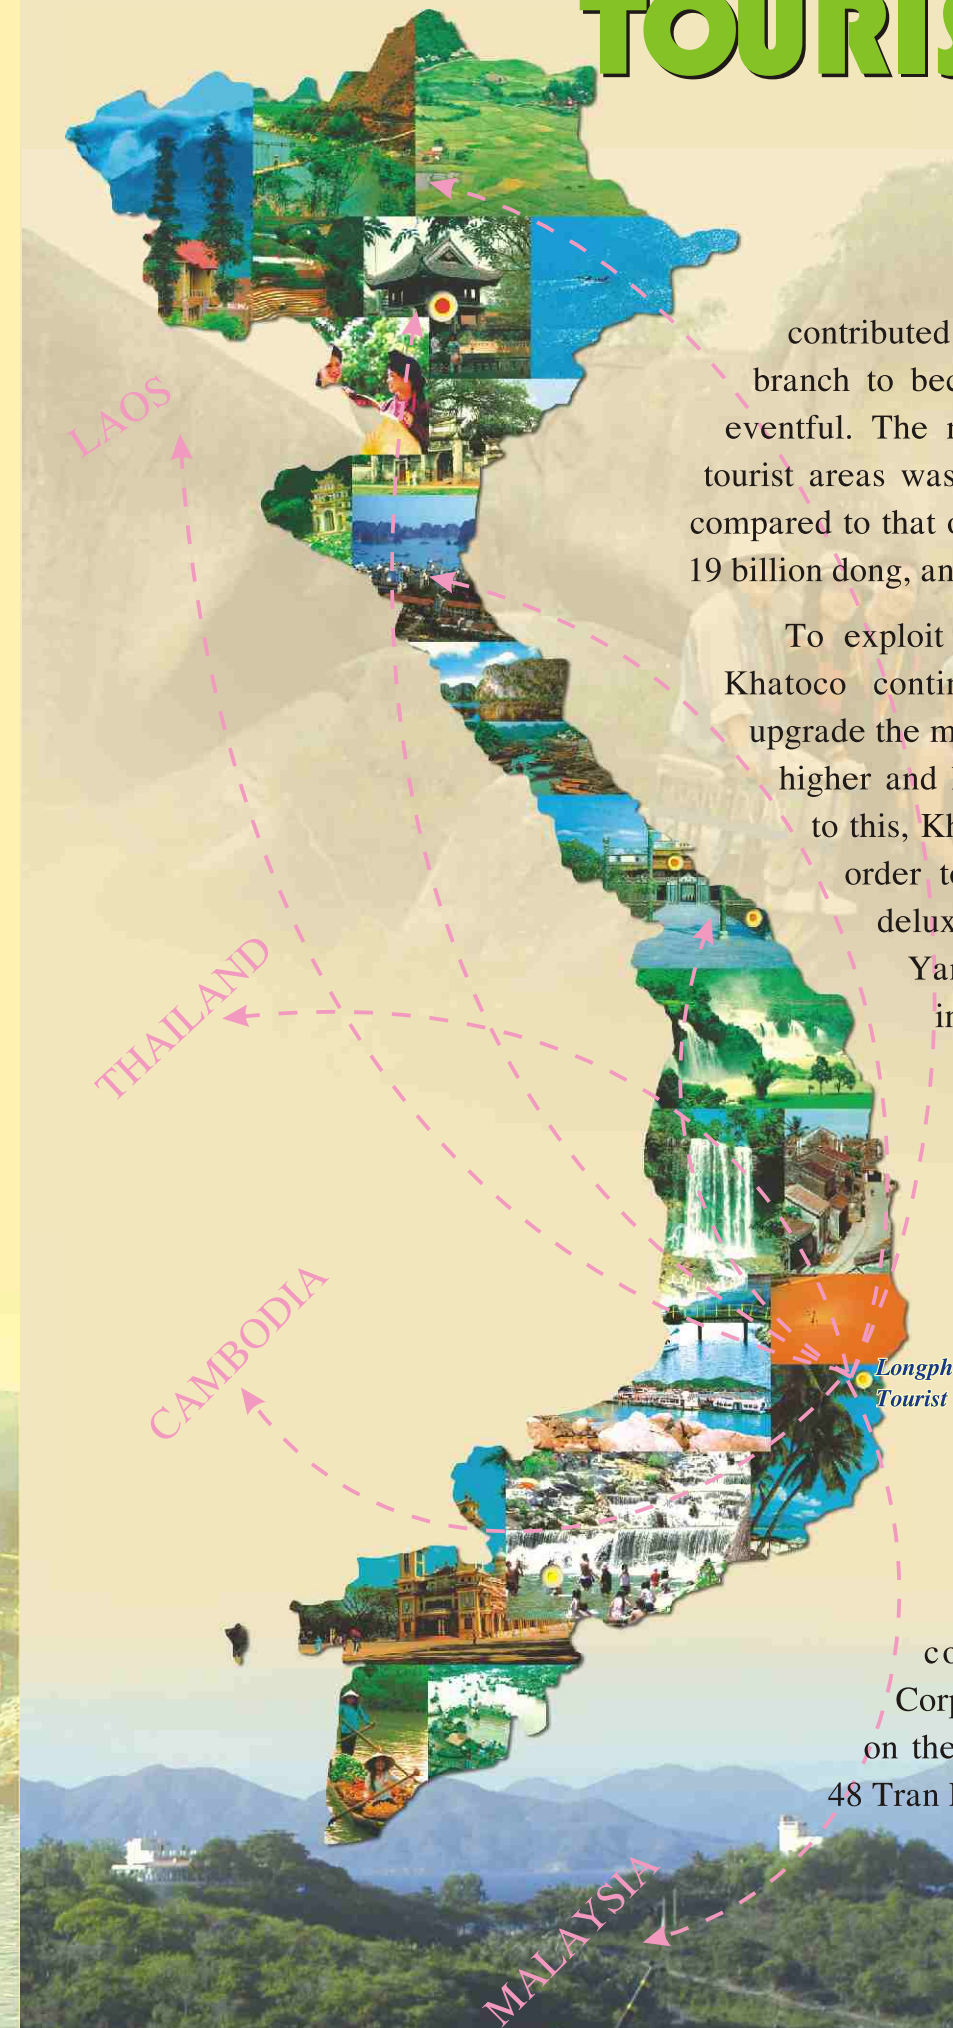 TOURIS
LAOS
contributed
branch to bec
eventful. The
tourist areas was
compared to that
19 billion dong, an
To exploit
Khatoco contin
upgrade the m
higher and
to this, Kh
order to
delux
Yan
in
THAILAND
CAMBODIA
Longph
Tourist
co
Corp
on the
48 Tran
MALAYSIA